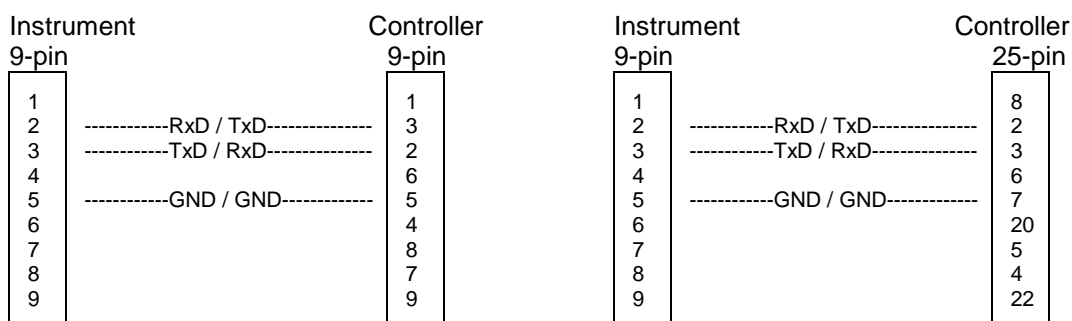 Instrument Controller Instrument Controller
9-pin 9-pin 9-pin 25-pin
1 1 1 8
2 -------------RxD / TxD--------------- 3 2 ------------RxD / TxD--------------- 2
3 -------------TxD / RxD--------------- 2 3 ------------TxD / RxD--------------- 3
4 6 4 6
5 -------------GND / GND------------- 5 5 ------------GND / GND------------- 7
6 4 6 20
7 8 7 5
8 7 8 4
9 9 9 22